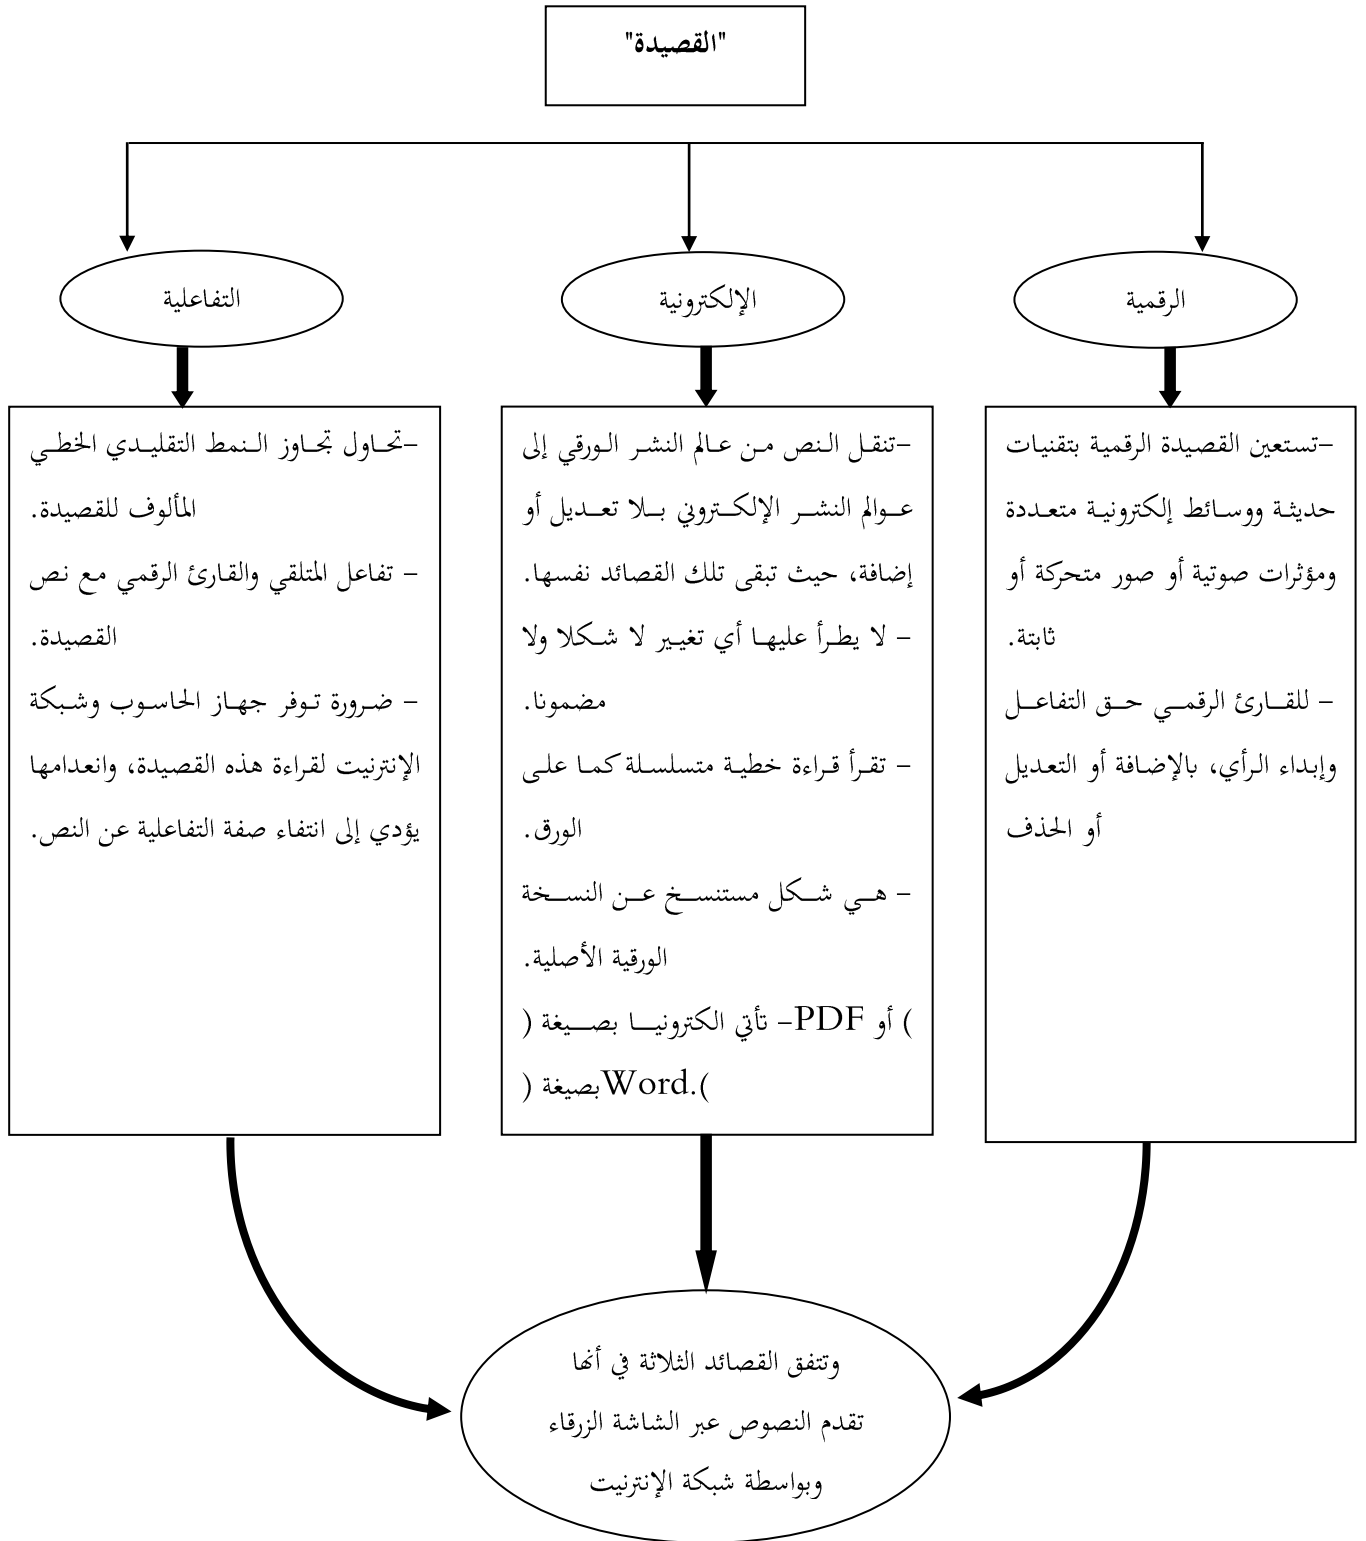 "القصيدة"
الرقمية
الإلكترونية
التفاعلية
-تستعين القصيدة الرقمية بتقنيات
حديثة ووسائط إلكترونية متعددة
ومؤثرات صوتية أو صور متحركة أو
ثابتة.
- للقارئ الرقمي حق التفاعل
وإبداء الرأي، بالإضافة أو التعديل
أو الحذف
-تنقل النص من عالم النشر الورقي إلى
عوالم النشر الإلكتروني بلا تعديل أو
إضافة، حيث تبقى تلك القصائد نفسها.
- لا يطرأ عليها أي تغيير لا شكلا ولا
مضمونا.
- تقرأ قراءة خطية متسلسلة كما على
الورق.
- هي شكل مستنسخ عن النسخة
الورقية الأصلية.
) أو PDF- تأتي الكترونيا بصيغة (
).Wordبصيغة (
-تحاول تجاوز النمط التقليدي الخطي
المألوف للقصيدة.
- تفاعل المتلقي والقارئ الرقمي مع نص
القصيدة.
- ضرورة توفر جهاز الحاسوب وشبكة
الإنترنيت لقراءة هذه القصيدة، وانعدامها
يؤدي إلى انتفاء صفة التفاعلية عن النص.
وتتفق القصائد الثلاثة في أنها
تقدم النصوص عبر الشاشة الزرقاء
وبواسطة شبكة الإنترنيت